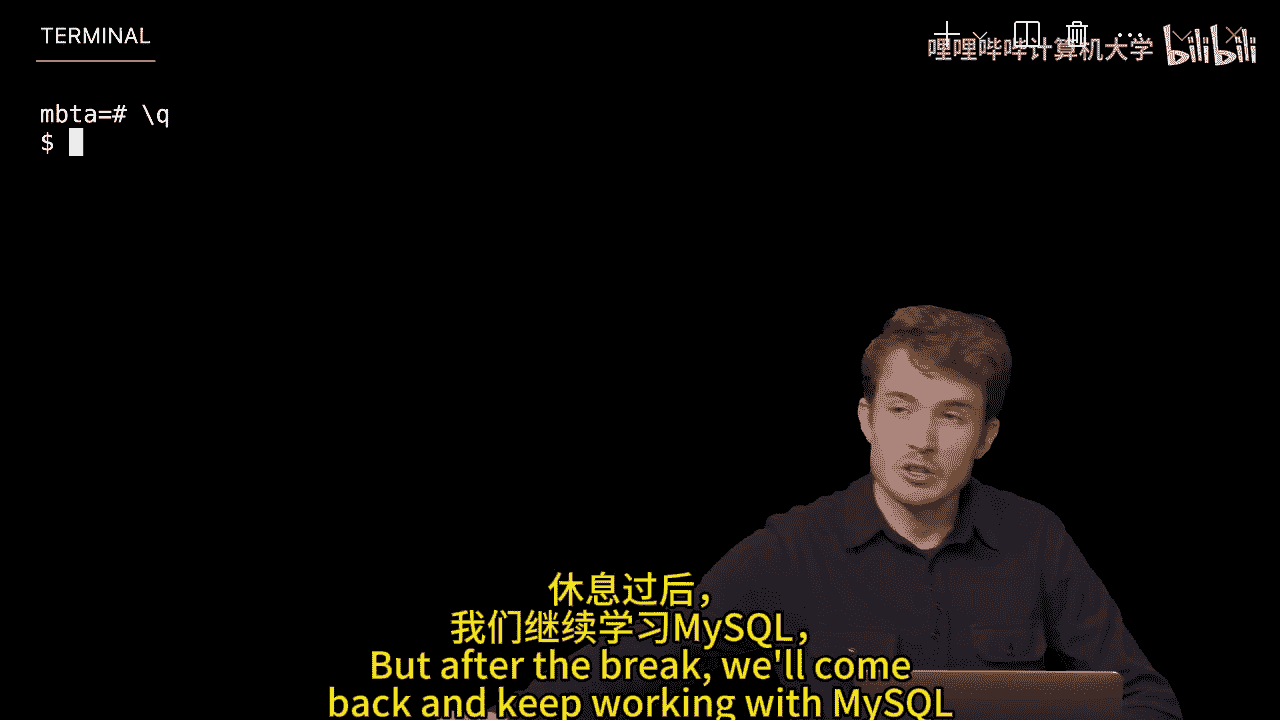 TERMINAL
哩哩哔哔计算机大学 bilibili
mbta=# \q
$
休息过后，
我们继续学习MySQL，
But after the break, we'll come
back and keep working with MySQL